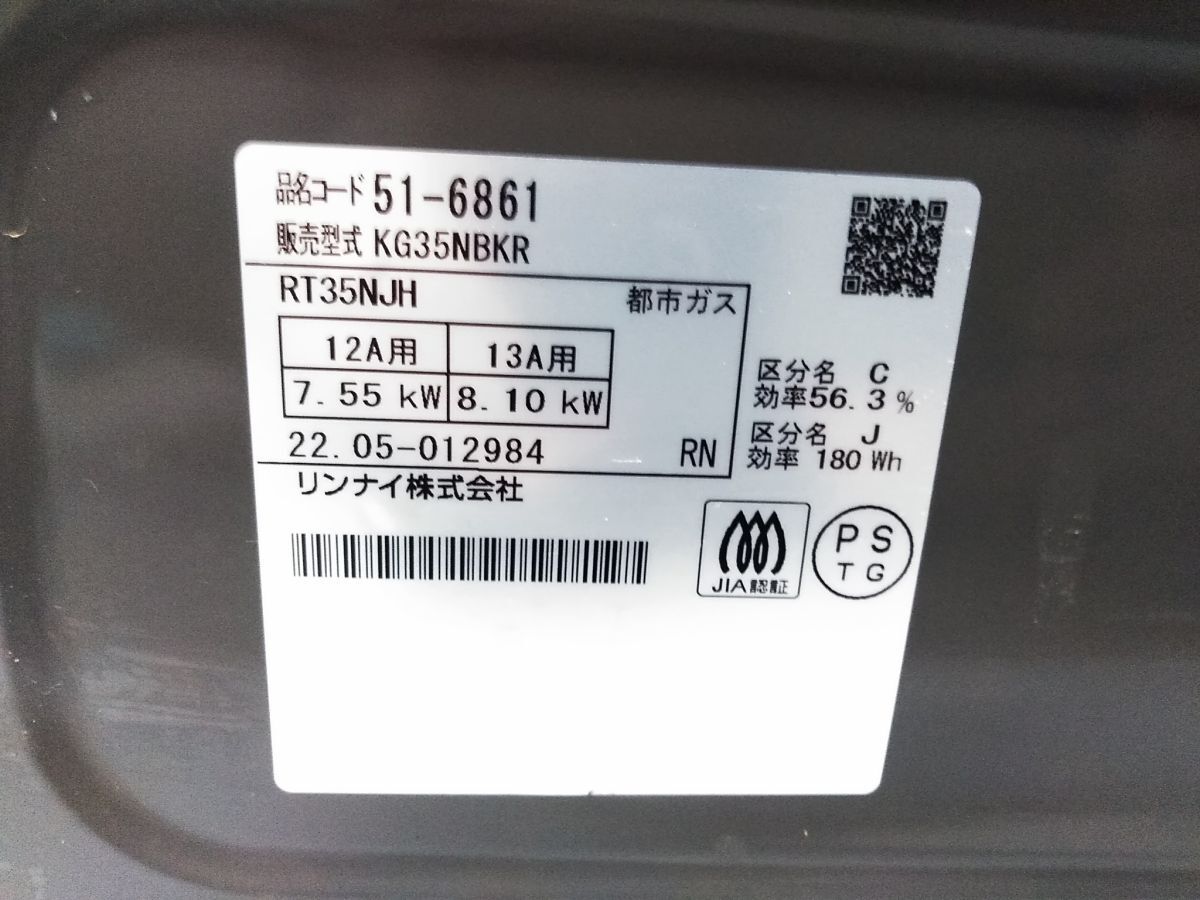 品名コード 51-6861
販売型式 KG35NBKR
RT35NJH 都市ガス
12A用 13A用
7.55 kW 8.10 kW
22.05-012984 RN
リンナイ株式会社
区分名 C
効率56.3%
区分名 J
効率 180 Wh
JIA認証
PS
TG